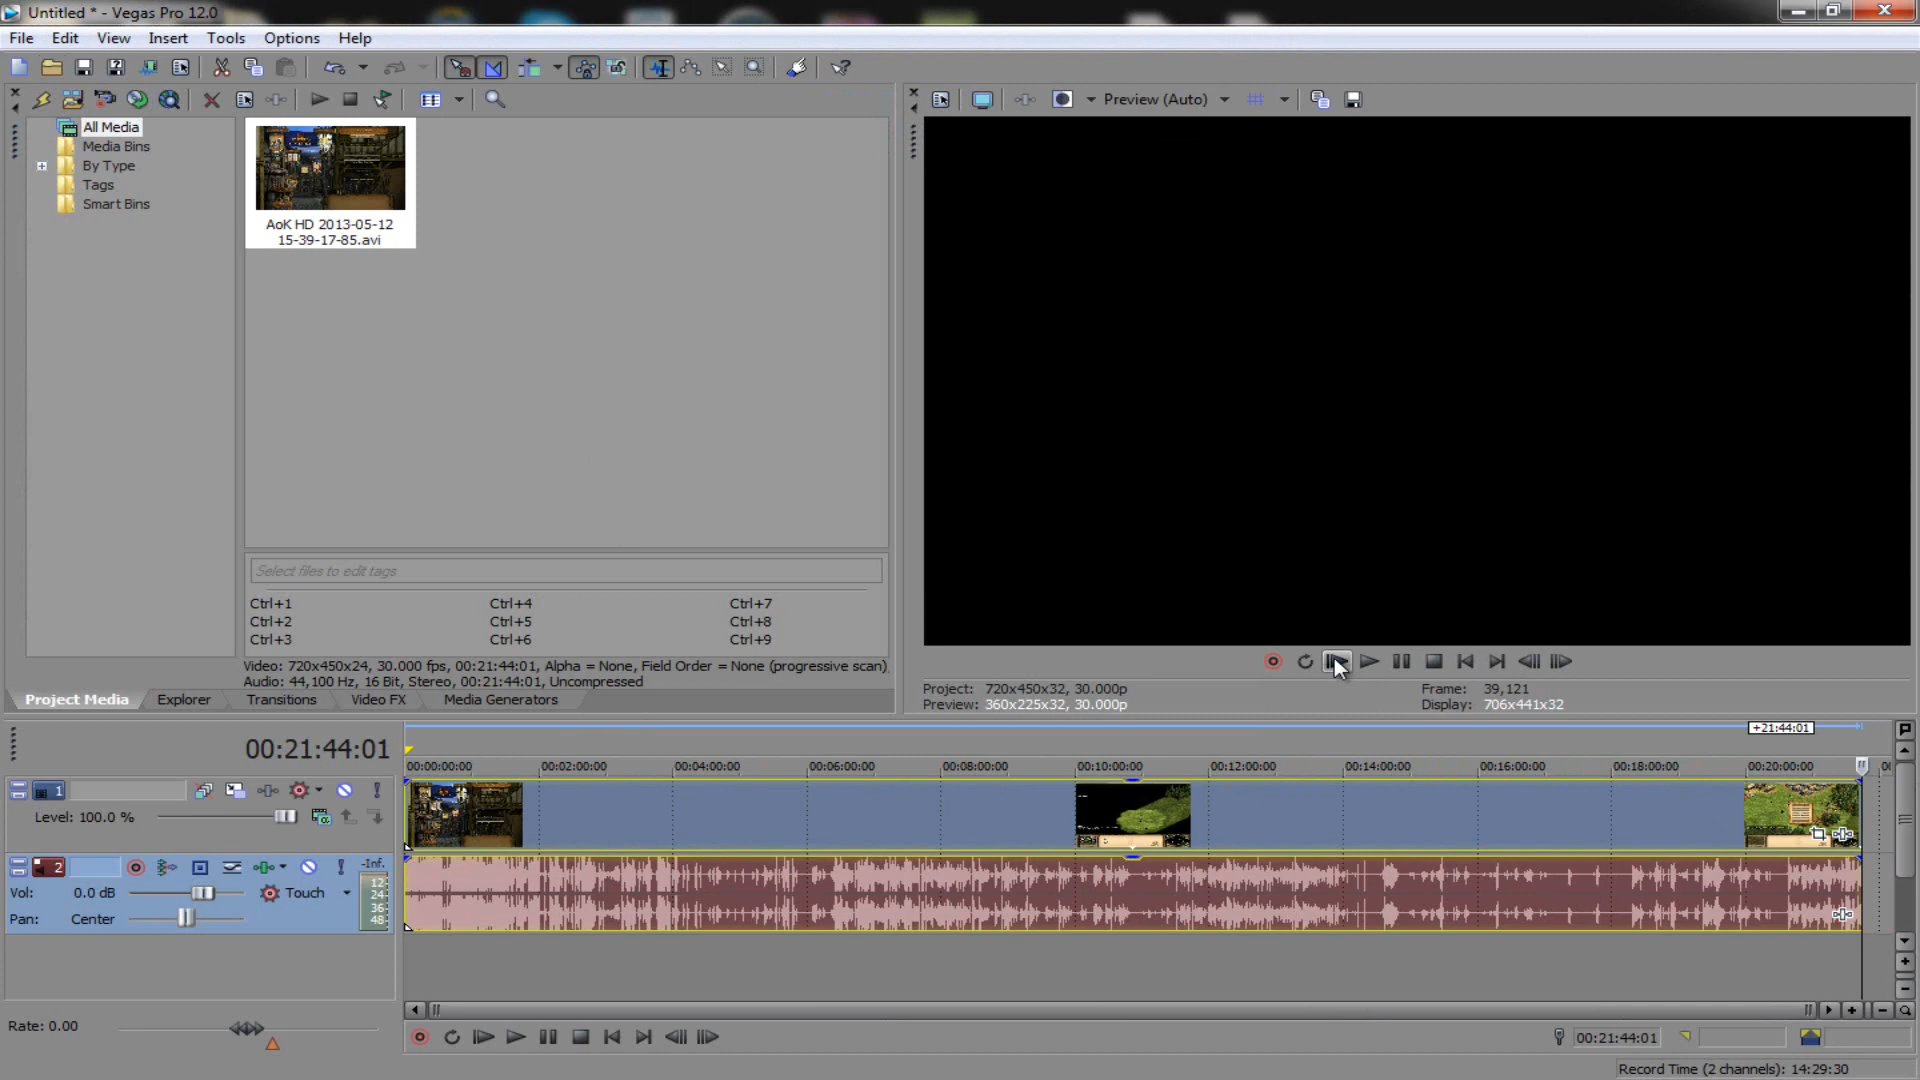 Untitled * - Vegas Pro 12.0
File Edit View Insert Tools Options Help
Preview (Auto)
All Media
Media Bins
By Type
Tags
Smart Bins
AoK HD 2013-05-12
15-39-17-85.avi
Select files to edit tags
Ctrl+1 Ctrl+4 Ctrl+7
Ctrl+2 Ctrl+5 Ctrl+8
Ctrl+3 Ctrl+6 Ctrl+9
Video: 720x450x24, 30.000 fps, 00:21:44:01, Alpha = None, Field Order = None (progressive scan),
Audio: 44,100 Hz, 16 Bit, Stereo, 00:21:44:01, Uncompressed
Project Media Explorer Transitions Video FX Media Generators
Project: 720x450x32, 30.000p
Preview: 360x225x32, 30.000p
Frame: 39,121
Display: 706x441x32
+21:44:01
00:21:44:01
00:00:00:00 00:02:00:00 00:04:00:00 00:06:00:00 00:08:00:00 00:10:00:00 00:12:00:00 00:14:00:00 00:16:00:00 00:18:00:00 00:20:00:00
1
Level: 100.0 %
2
-Inf.
Vol: 0.0 dB
Touch
Pan: Center
12
24
36
48
Rate: 0.00
00:21:44:01
Record Time (2 channels): 14:29:30